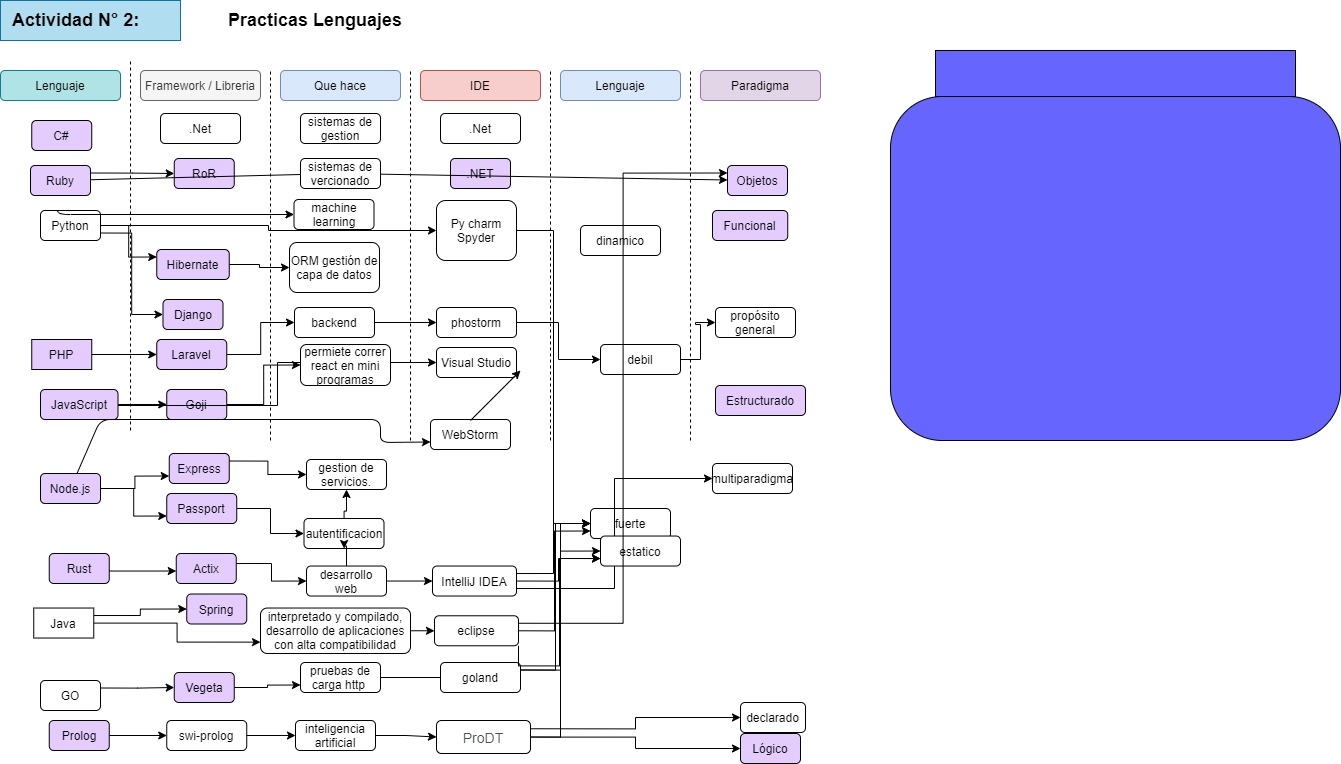 Actividad N° 2:
Practicas Lenguajes
Lenguaje
Framework / Libreria
Que hace
IDE
Lenguaje
Paradigma
C#
.Net
sistemas de
gestion
.Net
Ruby
RoR
sistemas de
vercionado
.NET
Objetos
Python
machine
learning
Py charm
Spyder
dinamico
Funcional
Hibernate
ORM gestión de
capa de datos
Django
backend
phostorm
propósito
general
PHP
Laravel
permiete correr
react en mini
programas
Visual Studio
debil
JavaScript
Goji
Estructurado
WebStorm
Node.js
Express
gestion de
servicios.
multiparadigma
Passport
autentificacion
fuerte
estatico
Rust
Actix
desarrollo
web
IntelliJ IDEA
Java
Spring
interpretado y compilado,
desarrollo de aplicaciones
con alta compatibilidad
eclipse
GO
Vegeta
pruebas de
carga http
goland
Prolog
swi-prolog
inteligencia
artificial
ProDT
declarado
Lógico